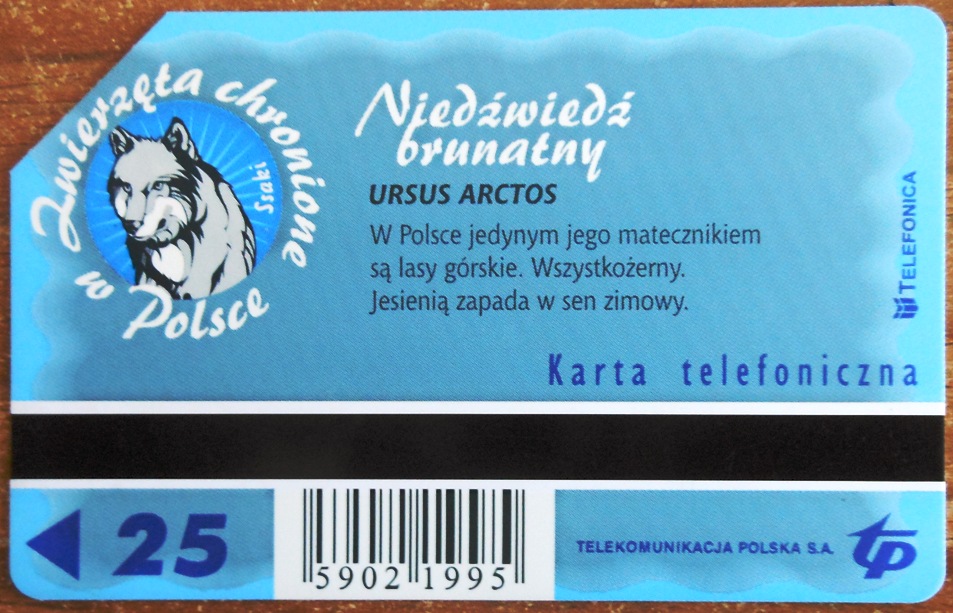 Zwierzęta chronione
w Polsce
Ssaki
Niedźwiedź
brunatny
URSUS ARCTOS
W Polsce jedynym jego matecznikiem
są lasy górskie. Wszystkożerny.
Jesienią zapada w sen zimowy.
TELEFONICA
Karta telefoniczna
25
5902 1995
TELEKOMUNIKACJA POLSKA S.A.
tp